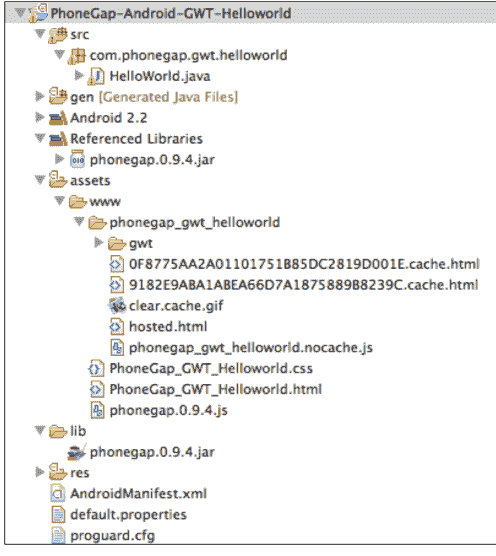 PhoneGap-Android-GWT-Helloworld
src
com.phonegap.gwt.helloworld
HelloWorld.java
gen [Generated Java Files]
Android 2.2
Referenced Libraries
phonegap.0.9.4.jar
assets
www
phonegap_gwt_helloworld
gwt
0F8775AA2A01101751B85DC2819D001E.cache.html
9182E9ABA1ABEA66D7A1875889B8239C.cache.html
clear.cache.gif
hosted.html
phonegap_gwt_helloworld.nocache.js
PhoneGap_GWT_Helloworld.css
PhoneGap_GWT_Helloworld.html
phonegap.0.9.4.js
lib
phonegap.0.9.4.jar
res
AndroidManifest.xml
default.properties
proguard.cfg